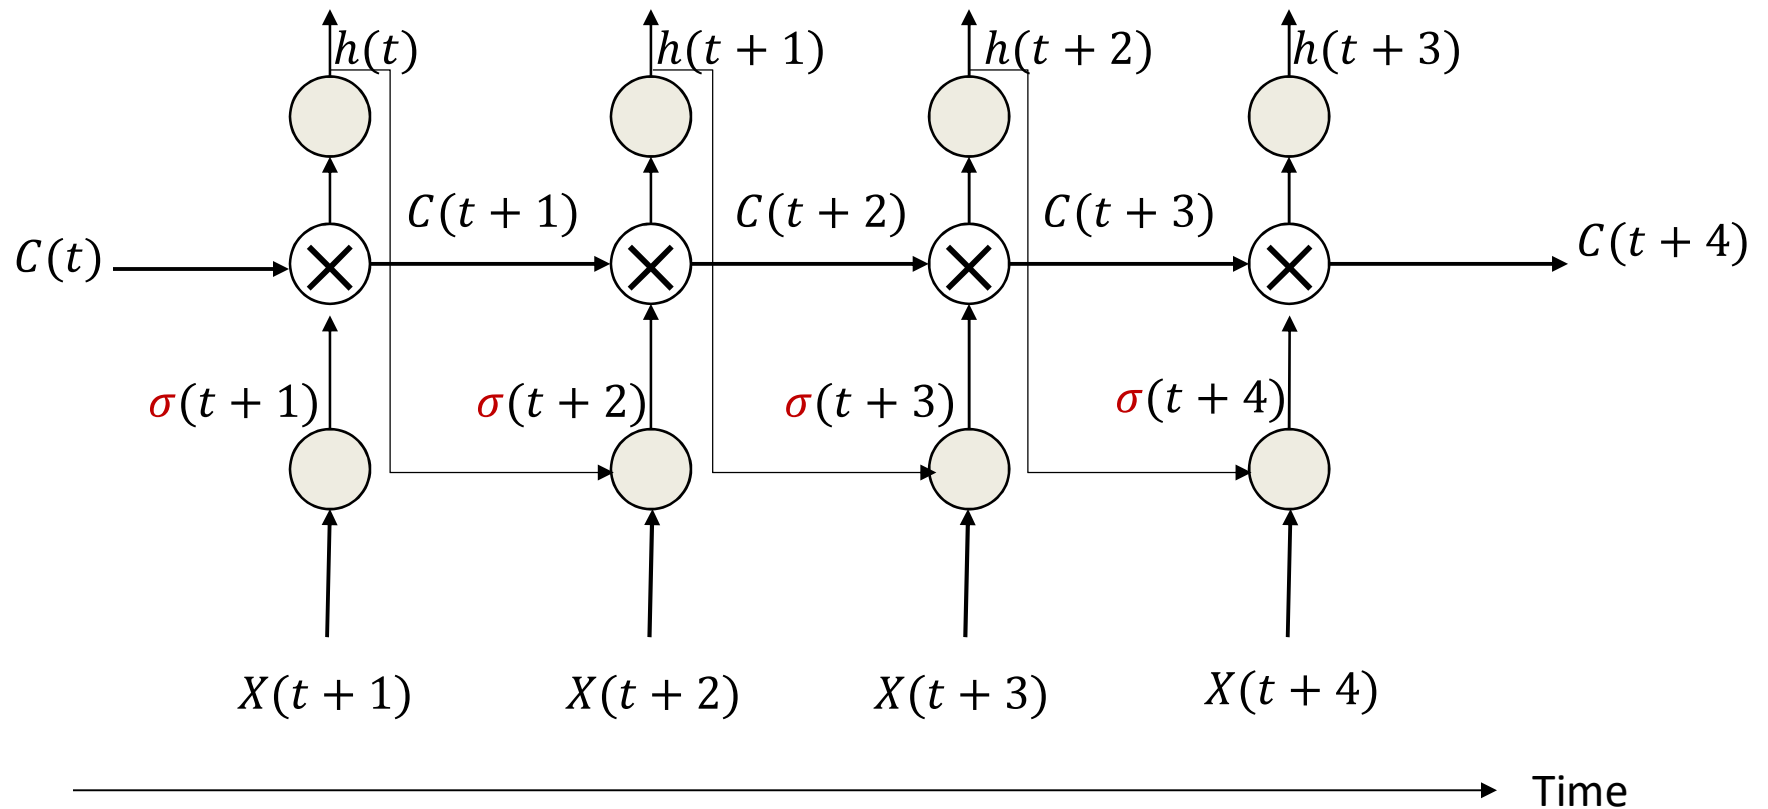 h(t) h(t + 1) h(t + 2) h(t + 3)
C(t + 1) C(t + 2) C(t + 3)
C(t) C(t + 4)
σ(t + 1) σ(t + 2) σ(t + 3) σ(t + 4)
X(t + 1) X(t + 2) X(t + 3) X(t + 4)
Time